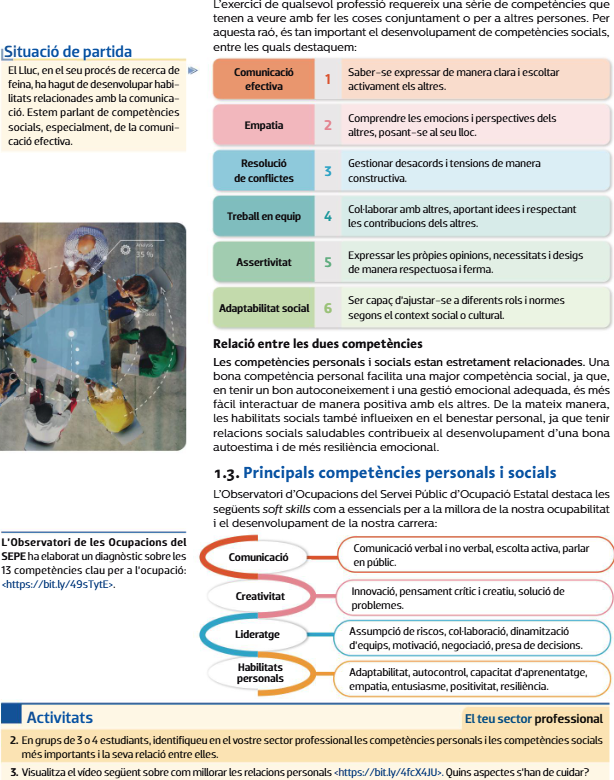 L'exercici de qualsevol professió requereix una sèrie de competències que
tenen a veure amb fer les coses conjuntament o per a altres persones. Per
aquesta raó, és tan important el desenvolupament de competències socials,
entre les quals destaquem:
Situació de partida
El Lluc, en el seu procés de recerca de
feina, ha hagut de desenvolupar habi-
litats relacionades amb la comunica-
ció. Estem parlant de competències
socials, especialment, de la comuni-
cació efectiva.
Comunicació
efectiva
1
Saber-se expressar de manera clara i escoltar
activament els altres.
Empatia
2
Comprendre les emocions i perspectives dels
altres, posant-se al seu lloc.
Resolució
de conflictes
3
Gestionar desacords i tensions de manera
constructiva.
Treball en equip
4
Col·laborar amb altres, aportant idees i respectant
les contribucions dels altres.
Assertivitat
5
Expressar les pròpies opinions, necessitats i desigs
de manera respectuosa i ferma.
Adaptabilitat social
6
Ser capaç d'ajustar-se a diferents rols i normes
segons el context social o cultural.
35 %
Relació entre les dues competències
Les competències personals i socials estan estretament relacionades. Una
bona competència personal facilita una major competència social, ja que,
en tenir un bon autoconeixement i una gestió emocional adequada, és més
fàcil interactuar de manera positiva amb els altres. De la mateix manera,
les habilitats socials també influeixen en el benestar personal, ja que tenir
relacions socials saludables contribueix al desenvolupament d'una bona
autoestima i de més resiliència emocional.
1.3. Principals competències personals i socials
L'Observatori d'Ocupacions del Servei Públic d'Ocupació Estatal destaca les
següents soft skills com a essencials per a la millora de la nostra ocupabilitat
i el desenvolupament de la nostra carrera:
L'Observatori de les Ocupacions del
SEPE ha elaborat un diagnòstic sobre les
13 competències clau per a l'ocupació:
<https://bit.ly/49sTytE>.
Comunicació
Comunicació verbal i no verbal, escolta activa, parlar
en públic.
Creativitat
Innovació, pensament crític i creatiu, solució de
problemes.
Lideratge
Assumpció de riscos, col·laboració, dinamització
d'equips, motivació, negociació, presa de decisions.
Habilitats
personals
Adaptabilitat, autocontrol, capacitat d'aprenentatge,
empatia, entusiasme, positivitat, resiliència.
Activitats
El teu sector professional
2. En grups de 3 o 4 estudiants, identifiqueu en el vostre sector professional les competències personals i les competències socials
més importants i la seva relació entre elles.
3. Visualitza el vídeo següent sobre com millorar les relacions personals <https://bit.ly/4fcX4JU>. Quins aspectes s'han de cuidar?